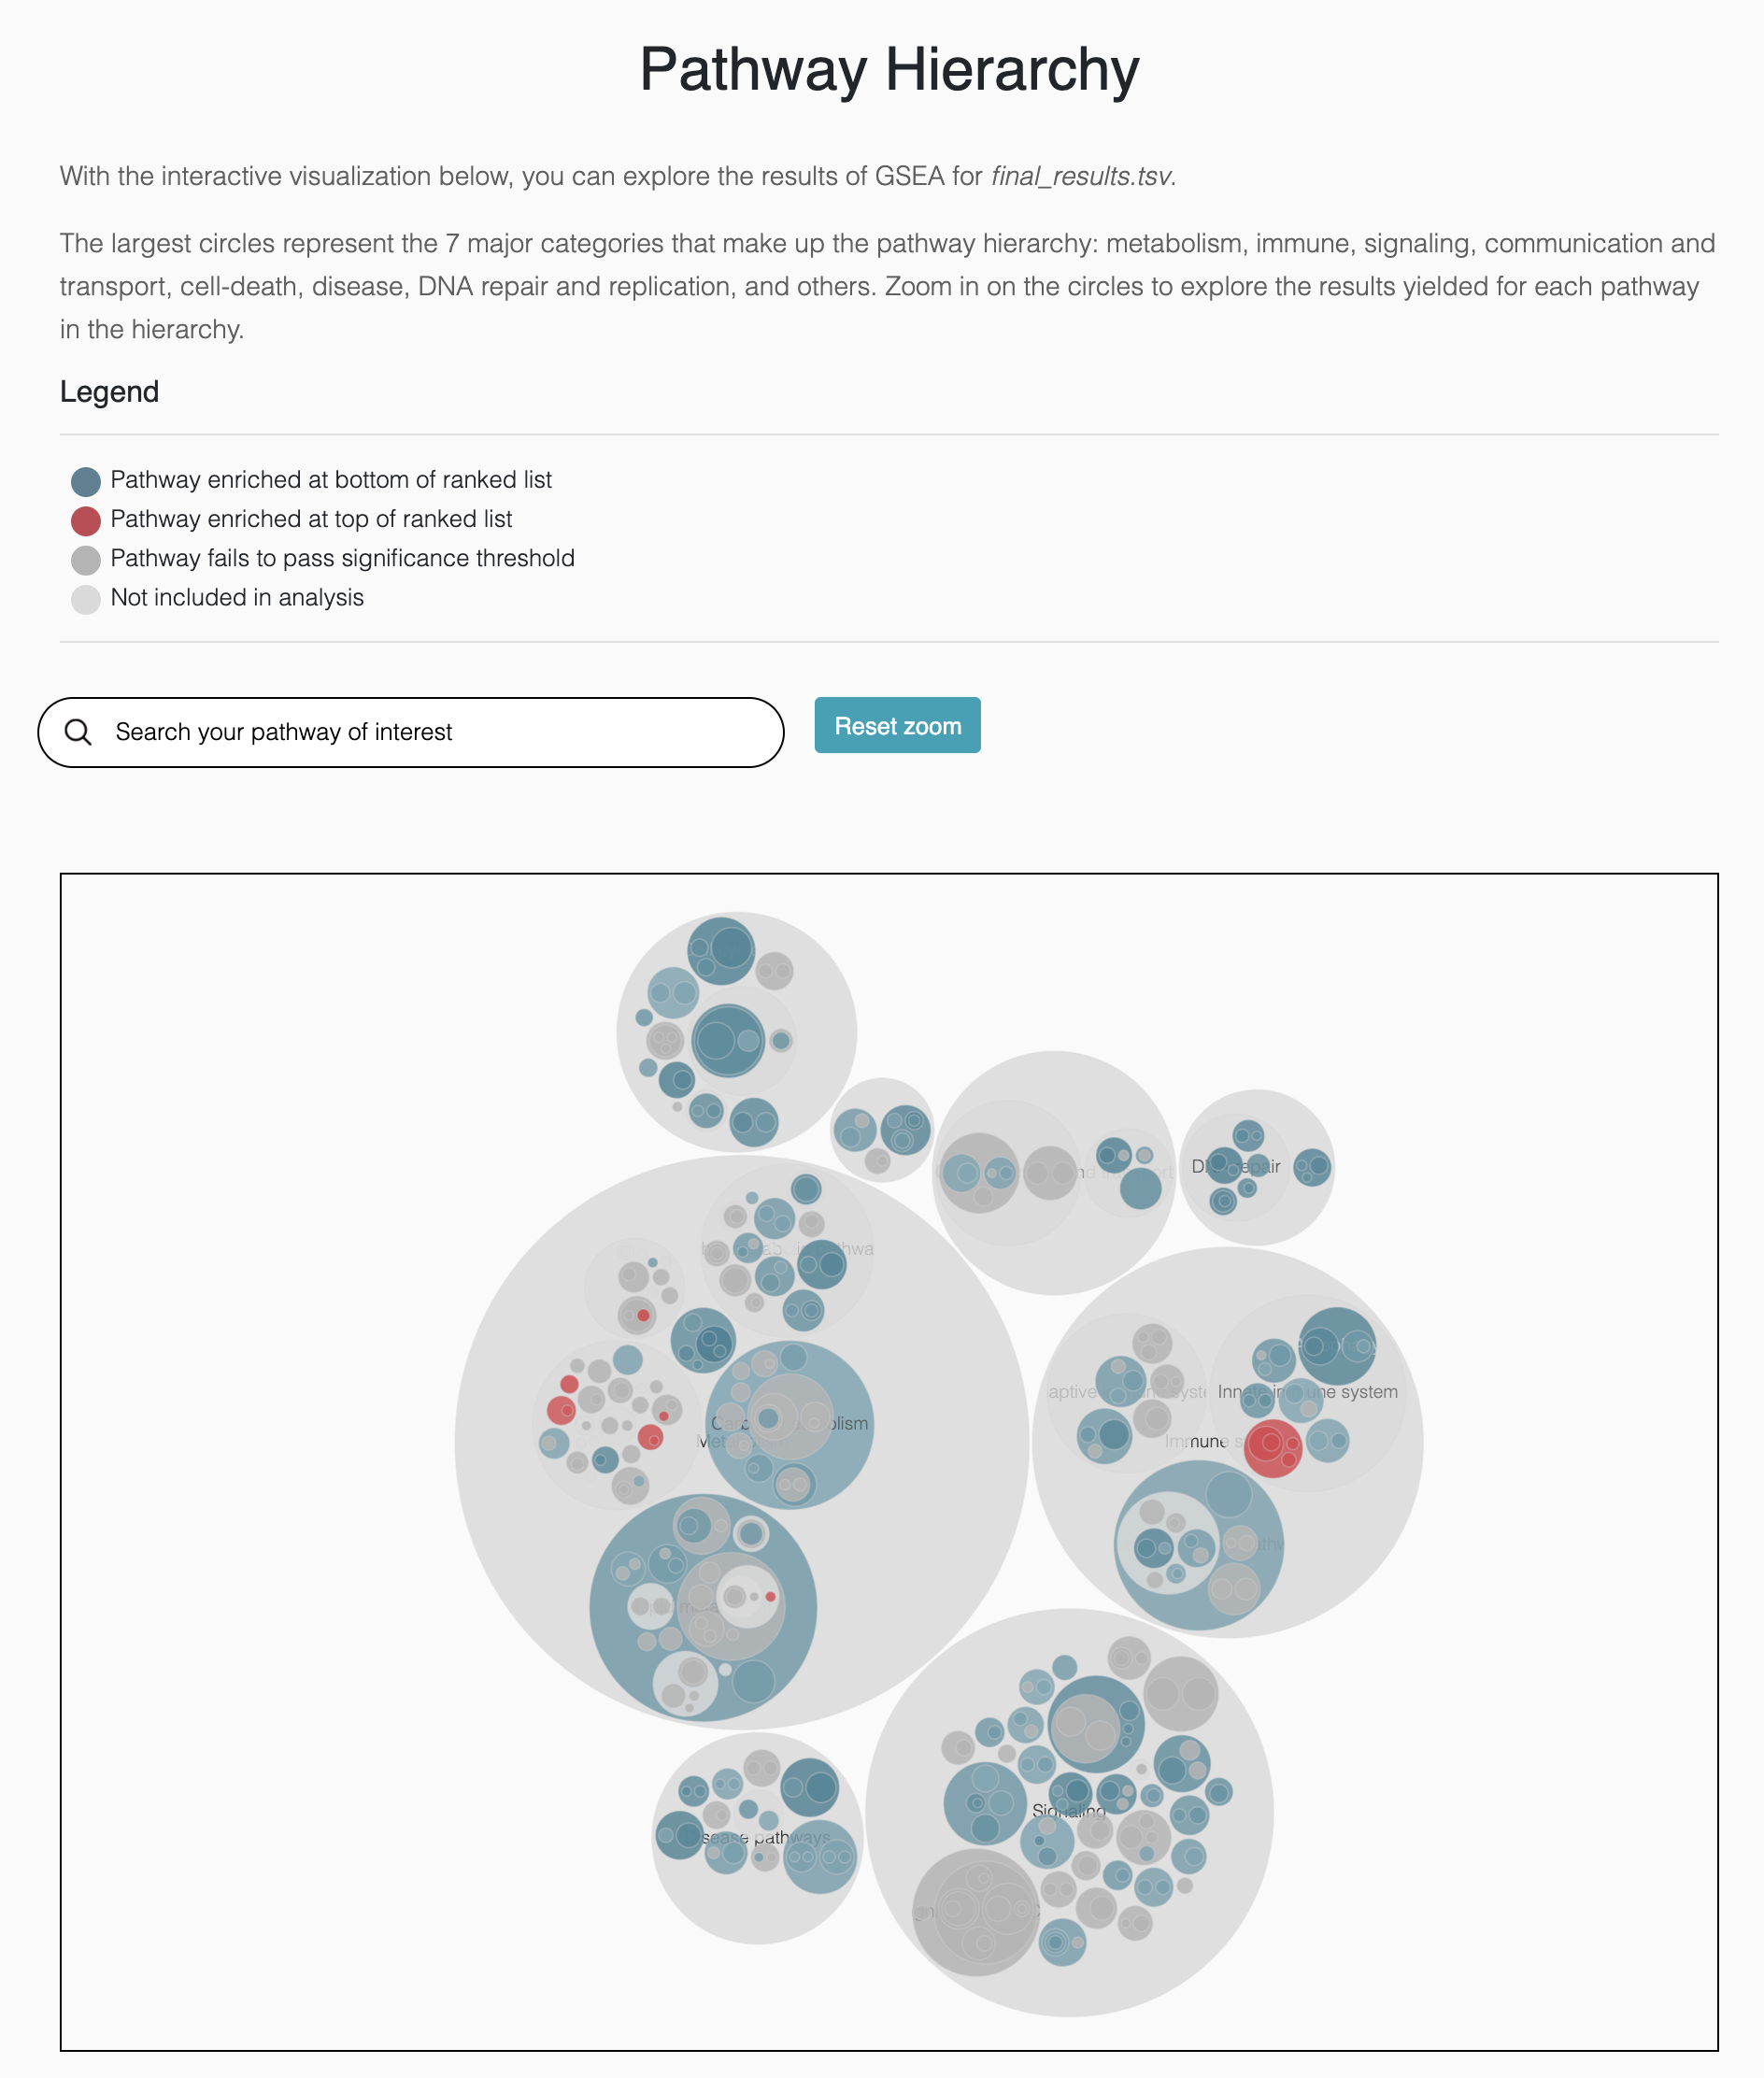 Pathway Hierarchy
With the interactive visualization below, you can explore the results of GSEA for final_results.tsv.
The largest circles represent the 7 major categories that make up the pathway hierarchy: metabolism, immune, signaling, communication and
transport, cell-death, disease, DNA repair and replication, and others. Zoom in on the circles to explore the results yielded for each pathway
in the hierarchy.
Legend
Pathway enriched at bottom of ranked list
Pathway enriched at top of ranked list
Pathway fails to pass significance threshold
Not included in analysis
Search your pathway of interest
Reset zoom
Innate immune system
Immune
Signaling
pathways